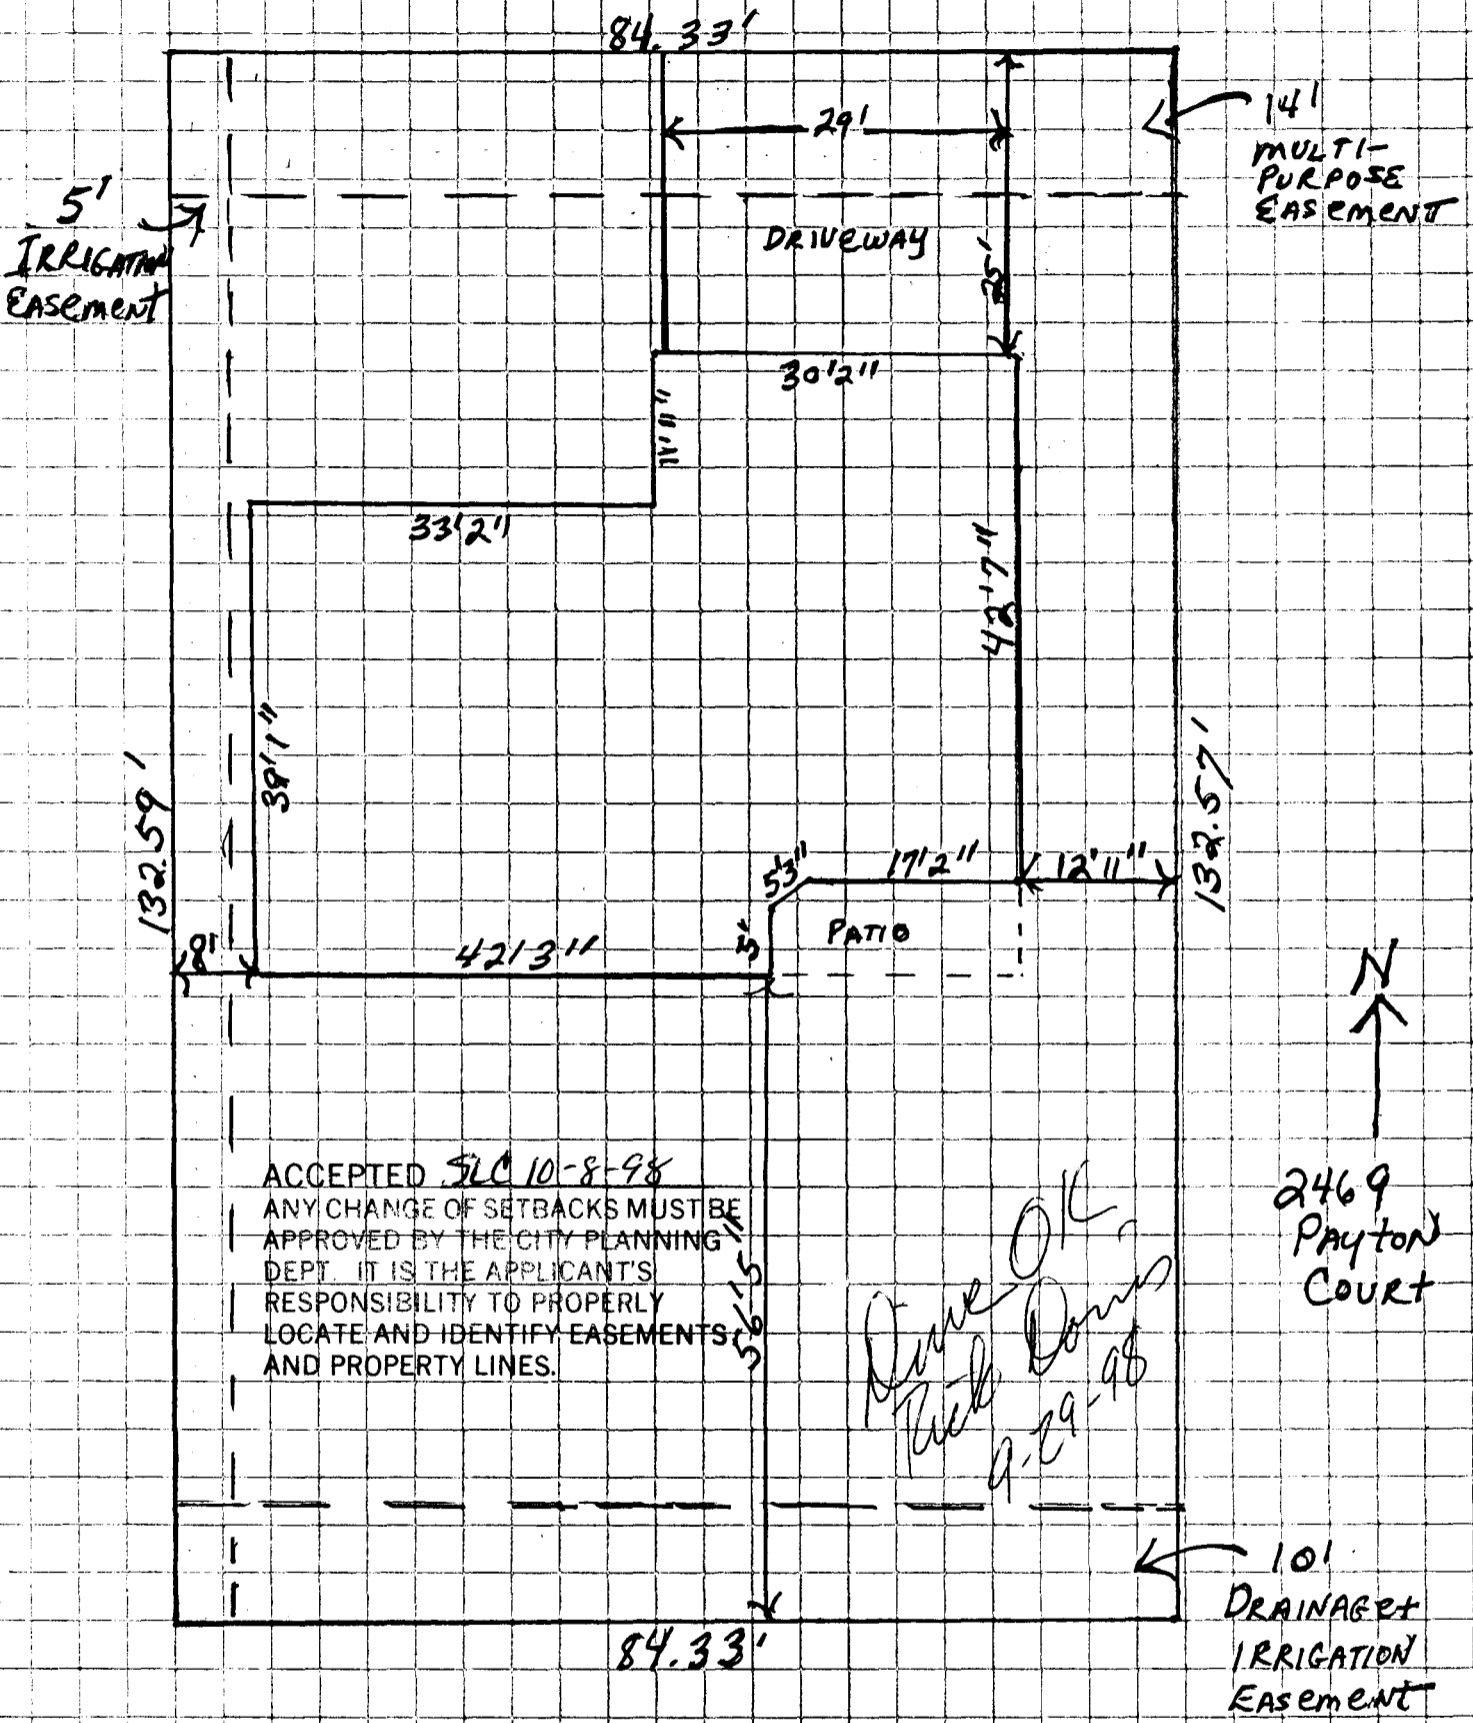 84.33'
29'
14'
MULTI-
PURPOSE
EASEMENT
5'
IRRIGATION
EASEMENT
DRIVEWAY
25'
30'2"
11'11"
33'2"
42'7"
38'1"
132.59'
132.57'
5'3"
17'2"
12'11"
PATIO
5'
8'
42'3"
N
2469
PAYTON
COURT
ACCEPTED SLC 10-8-98
ANY CHANGE OF SETBACKS MUST BE
APPROVED BY THE CITY PLANNING
DEPT. IT IS THE APPLICANT'S
RESPONSIBILITY TO PROPERLY
LOCATE AND IDENTIFY EASEMENTS
AND PROPERTY LINES.
56'5"
Drive OK,
Rick Dorris
9-29-98
10'
DRAINAGE +
IRRIGATION
EASEMENT
84.33'